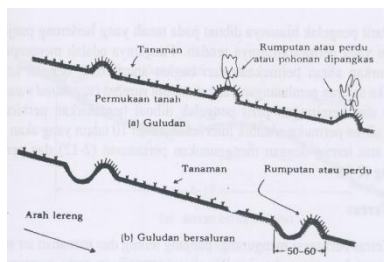 Tanaman
Rumputan atau perdu
atau pohonan dipangkas
Permukaan tanah
(a) Guludan
Tanaman
Rumputan atau perdu
Arah lereng
(b) Guludan bersaluran
50-60